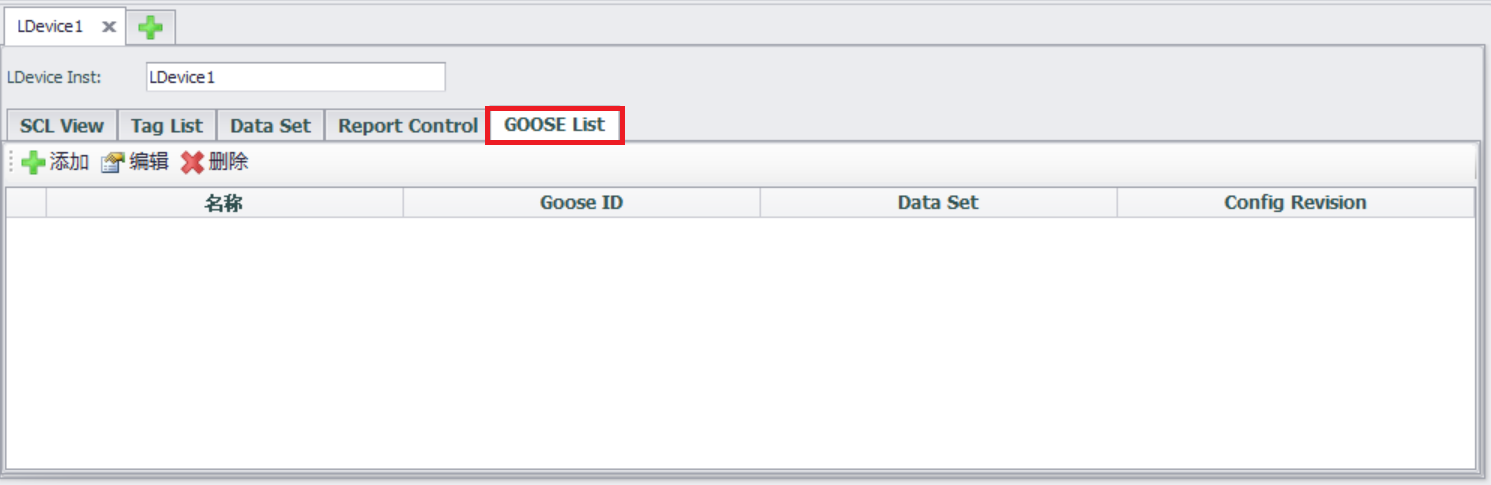 LDevice1
LDevice Inst: LDevice1
SCL View Tag List Data Set Report Control GOOSE List
添加 编辑 删除
名称 Goose ID Data Set Config Revision